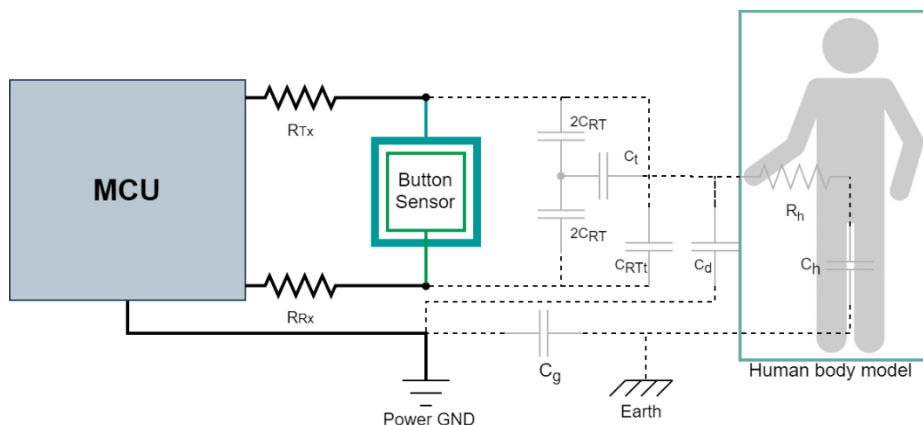 MCU
RTx
RRx
Button
Sensor
2CRT
Ct
2CRT
CRTt
Cd
Rh
Ch
Cg
Power GND
Earth
Human body model